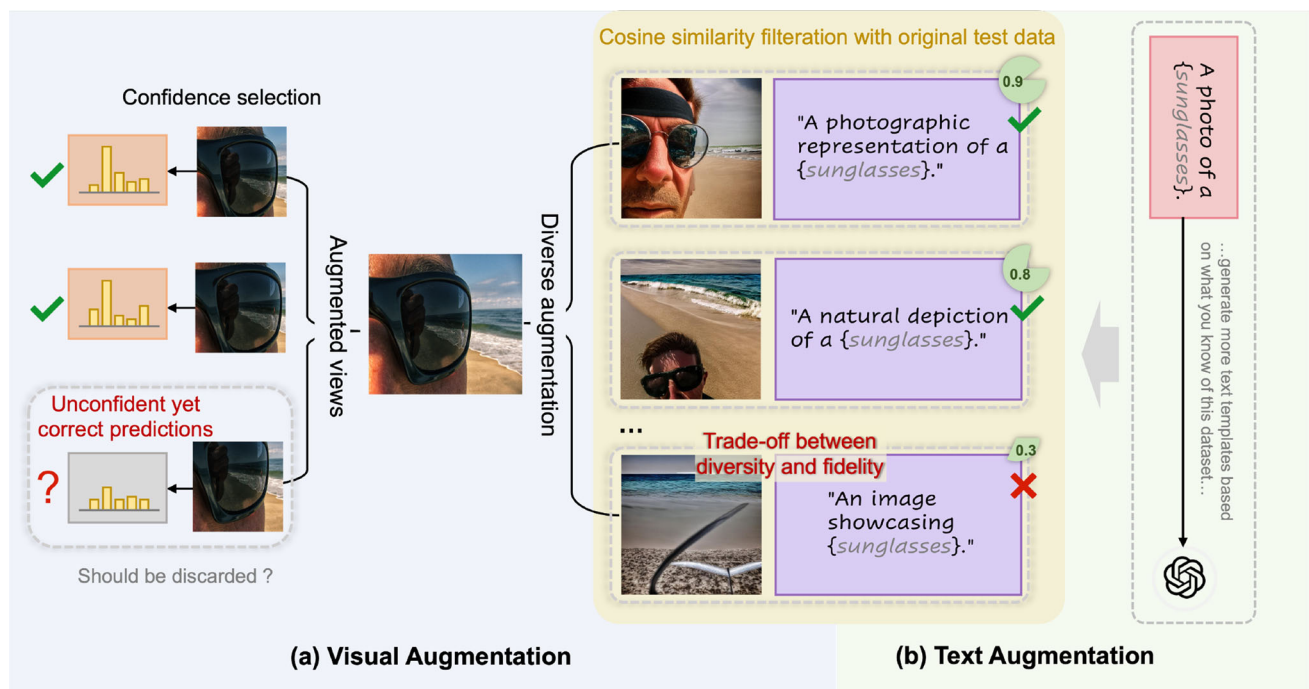 Cosine similarity filteration with original test data
Confidence selection
Augmented views
Unconfident yet
correct predictions
?
Should be discarded ?
Diverse augmentation
0.9
"A photographic
representation of a
{sunglasses}."
0.8
"A natural depiction
of a {sunglasses}."
...
Trade-off between
diversity and fidelity
0.3
"An image
showcasing
{sunglasses}."
A photo of a
{sunglasses}.
...generate more text templates based
on what you know of this dataset...
(a) Visual Augmentation
(b) Text Augmentation